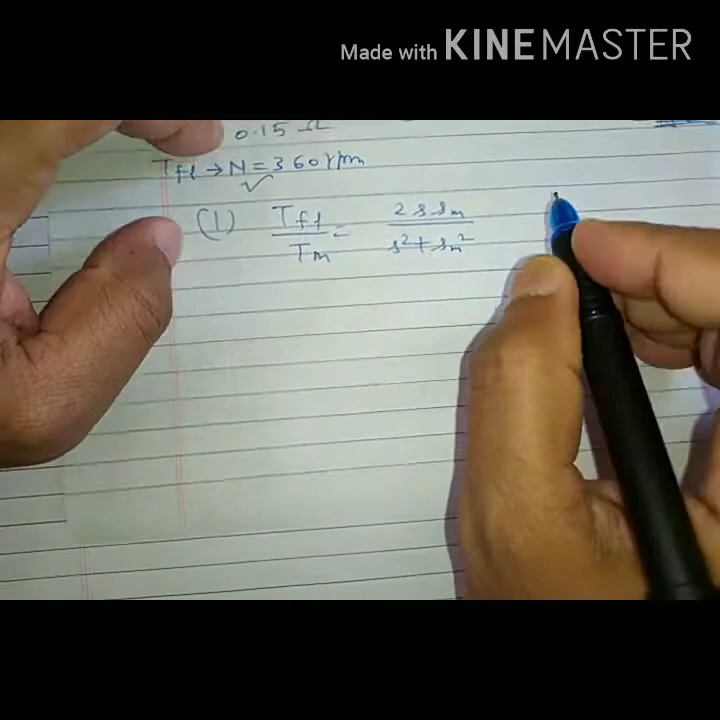 Made with KINEMASTER
0.15 Ω
Tfl → N = 360 rpm
(1) Tfl / Tm = 2 s sm / s² + sm²